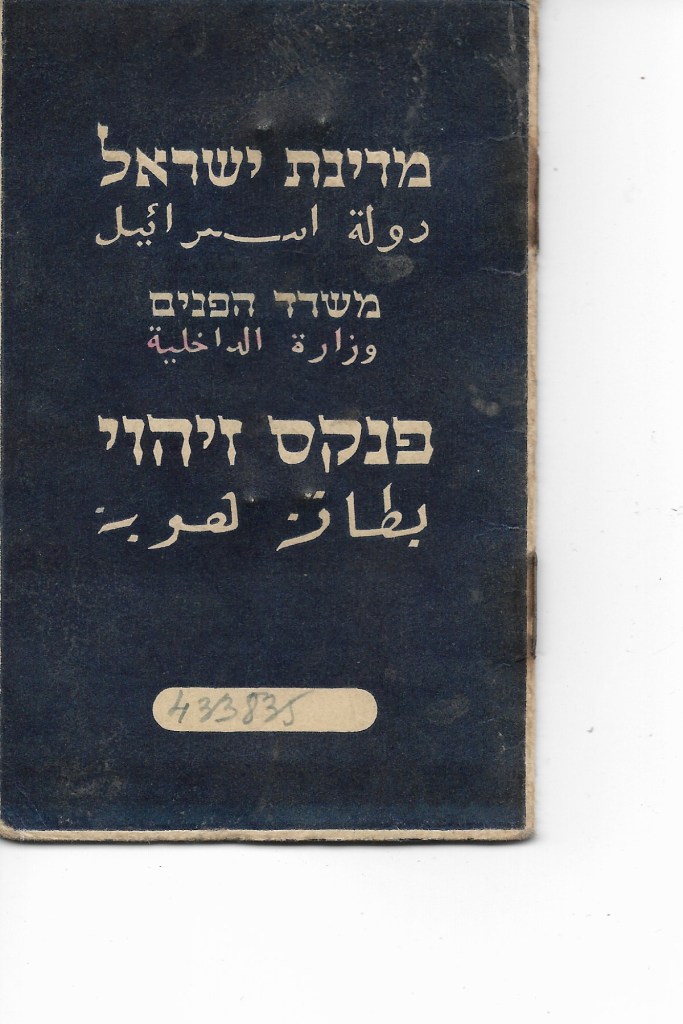 מדינת ישראל
دولة اسرائيل
משרד הפנים
وزارة الداخلية
פנקס זיהוי
بطاقة هوية
433835